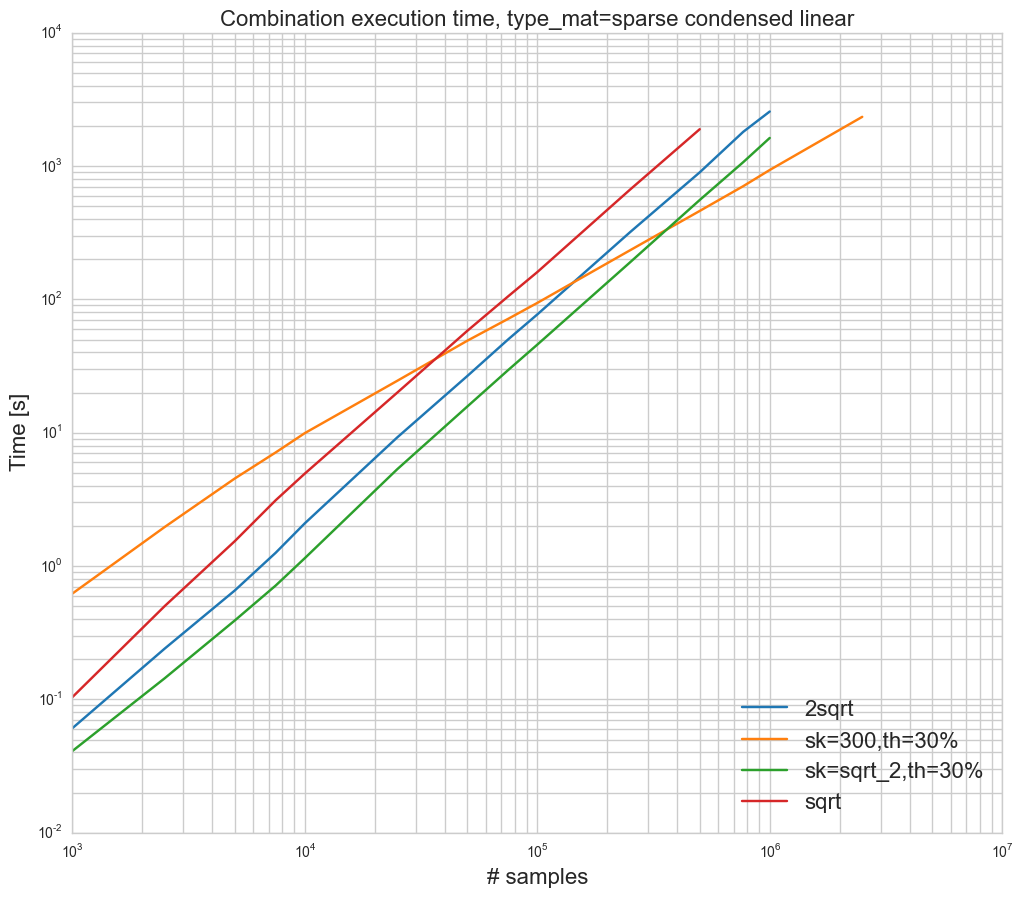 Combination execution time, type_mat=sparse condensed linear
10^4
10^3
10^2
10^1
10^0
10^-1
10^-2
Time [s]
2sqrt
sk=300,th=30%
sk=sqrt_2,th=30%
sqrt
10^3 10^4 10^5 10^6 10^7
# samples